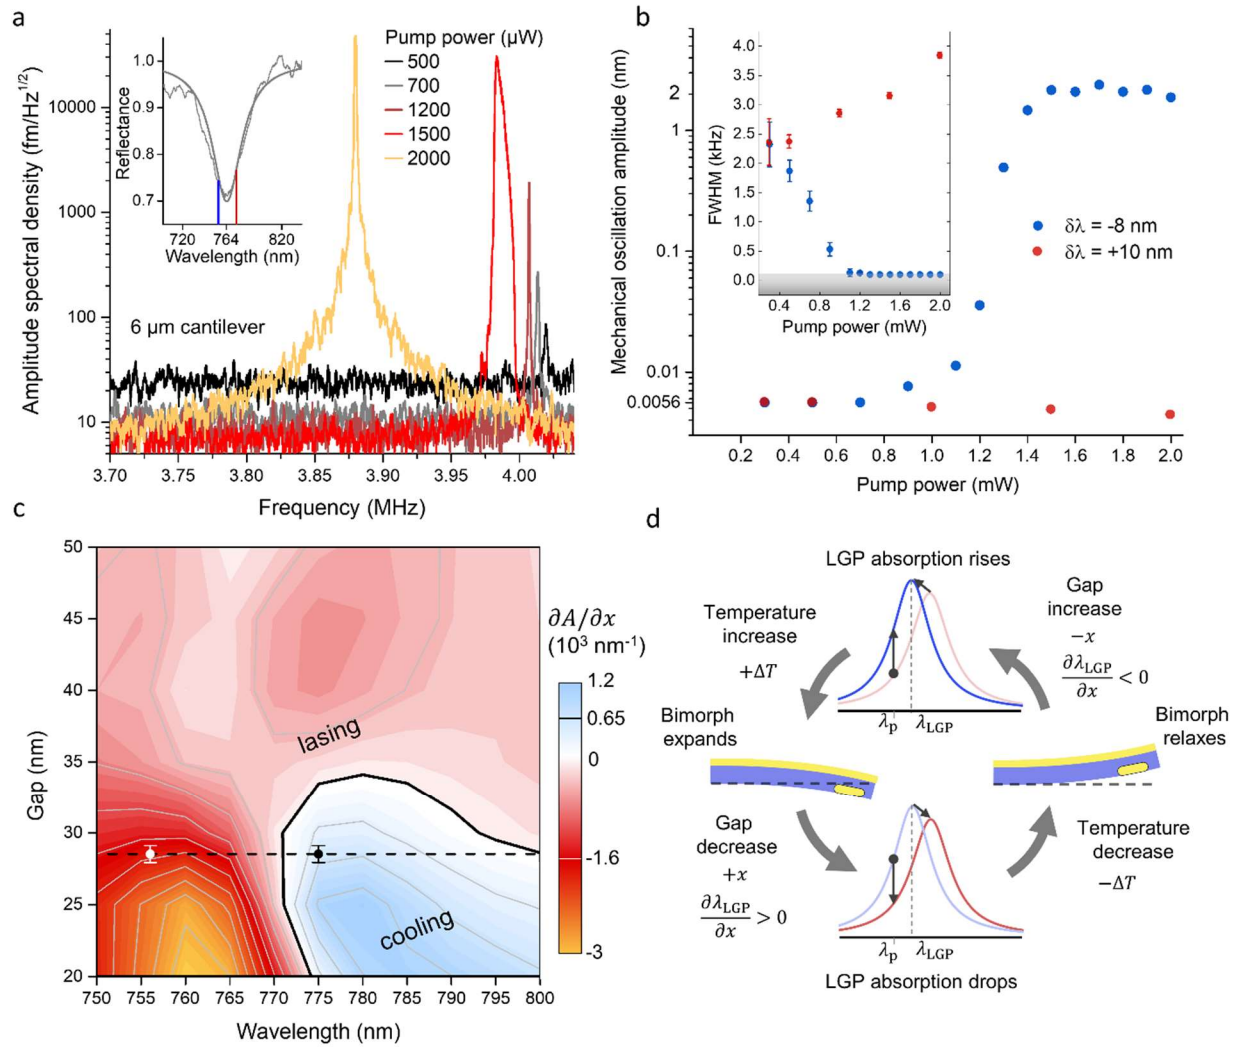 a
Amplitude spectral density (fm/Hz1/2)
10000
1000
100
10
Reflectance
1.0
0.9
0.8
0.7
720 764 820
Wavelength (nm)
Pump power (µW)
500
700
1200
1500
2000
6 µm cantilever
3.70 3.75 3.80 3.85 3.90 3.95 4.00
Frequency (MHz)
b
Mechanical oscillation amplitude (nm)
2
1
0.1
0.01
0.0056
FWHM (kHz)
4.0
3.5
3.0
2.5
2.0
1.5
1.0
0.5
0.0
0.4 0.8 1.2 1.6 2.0
Pump power (mW)
δλ = -8 nm
δλ = +10 nm
0.2 0.4 0.6 0.8 1.0 1.2 1.4 1.6 1.8 2.0
Pump power (mW)
c
Gap (nm)
50
45
40
35
30
25
20
lasing
cooling
750 755 760 765 770 775 780 785 790 795 800
Wavelength (nm)
∂A/∂x
(10³ nm⁻¹)
1.2
0.65
0
-1.6
-3
d
LGP absorption rises
Temperature
increase
+ΔT
Gap
increase
−x
∂λLGP/∂x < 0
λp λLGP
Bimorph
expands
Bimorph
relaxes
Gap
decrease
+x
∂λLGP/∂x > 0
Temperature
decrease
−ΔT
λp λLGP
LGP absorption drops